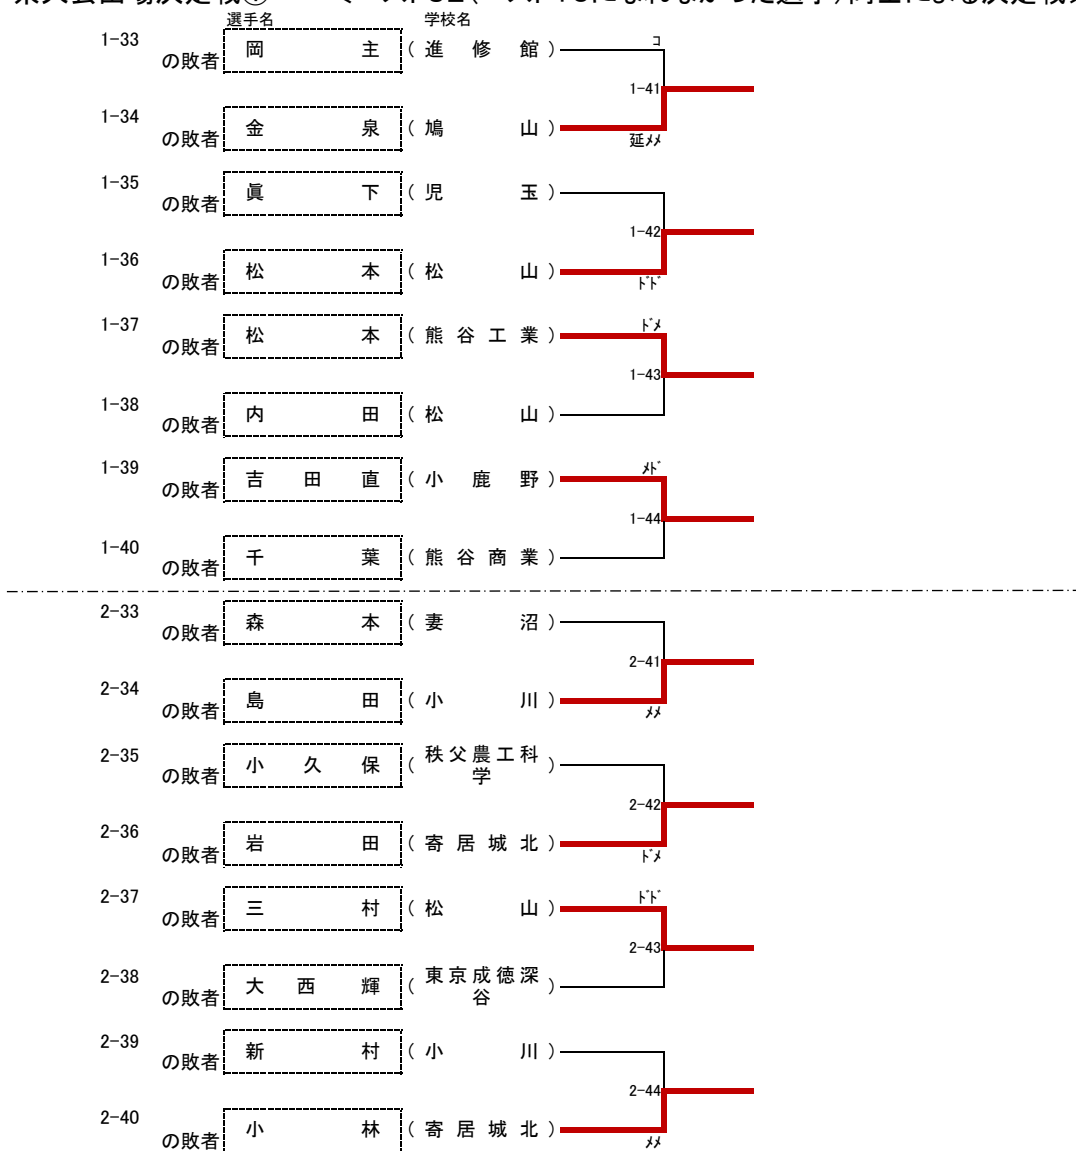 選手名 学校名
1-33 の敗者 岡主 (進修館) コ
1-41
1-34 の敗者 金泉 (鳩山) 延メメ
1-35 の敗者 眞下 (児玉)
1-42
1-36 の敗者 松本 (松山) ドド
1-37 の敗者 松本 (熊谷工業) ドメ
1-43
1-38 の敗者 内田 (松山)
1-39 の敗者 吉田直 (小鹿野) メド
1-44
1-40 の敗者 千葉 (熊谷商業)
2-33 の敗者 森本 (妻沼)
2-41
2-34 の敗者 島田 (小川) メメ
2-35 の敗者 小久保 (秩父農工科学)
2-42
2-36 の敗者 岩田 (寄居城北) ドメ
2-37 の敗者 三村 (松山) ドド
2-43
2-38 の敗者 大西輝 (東京成徳深谷)
2-39 の敗者 新村 (小川)
2-44
2-40 の敗者 小林 (寄居城北) メメ